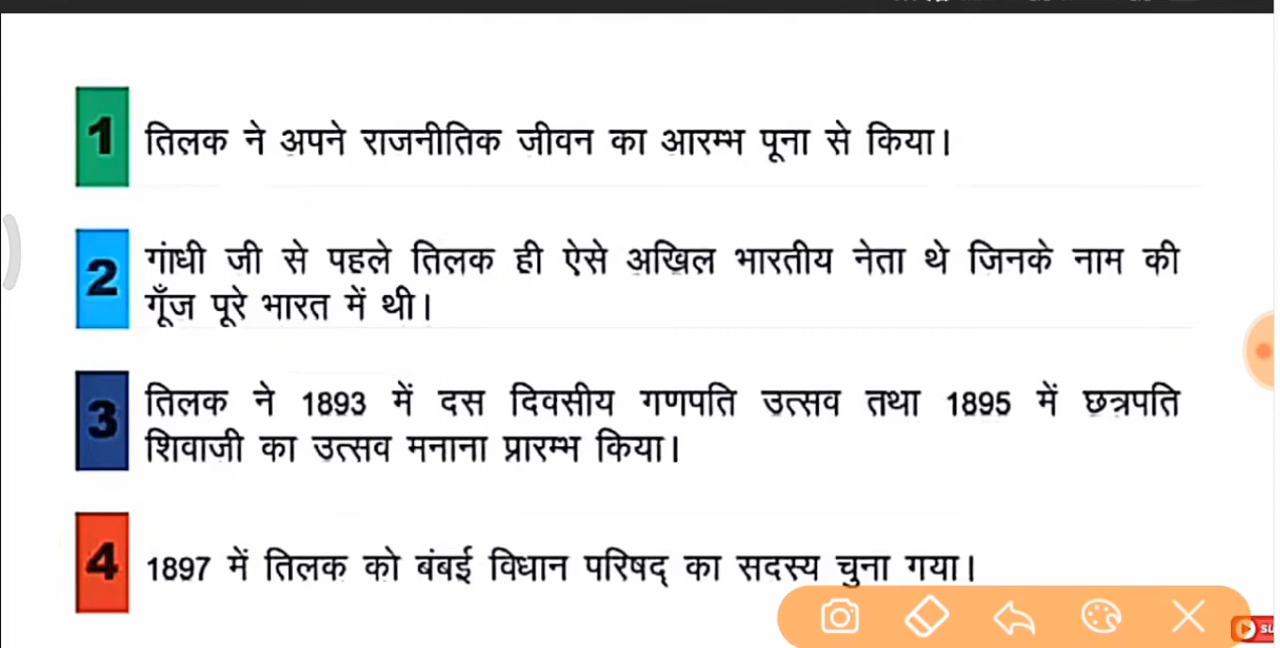 1 तिलक ने अपने राजनीतिक जीवन का आरम्भ पूना से किया।
2 गांधी जी से पहले तिलक ही ऐसे अखिल भारतीय नेता थे जिनके नाम की
गूँज पूरे भारत में थी।
3 तिलक ने 1893 में दस दिवसीय गणपति उत्सव तथा 1895 में छत्रपति
शिवाजी का उत्सव मनाना प्रारम्भ किया।
4 1897 में तिलक को बंबई विधान परिषद् का सदस्य चुना गया।